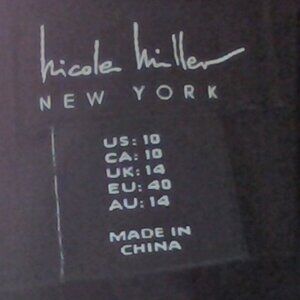 Nicole Miller
NEW YORK
US: 10
CA: 10
UK: 14
EU: 40
AU: 14
MADE IN
CHINA